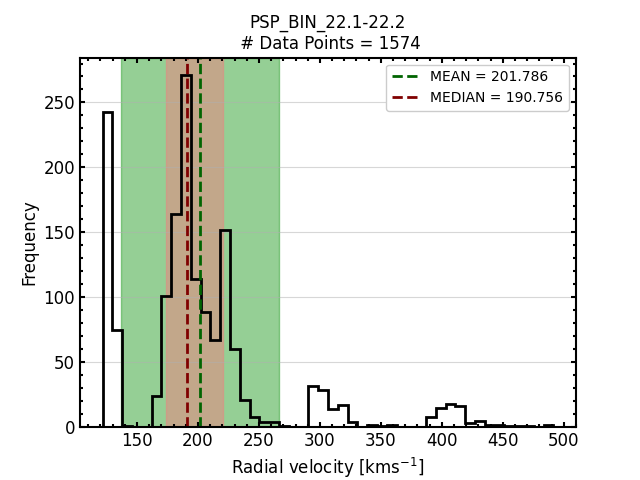 PSP_BIN_22.1-22.2
# Data Points = 1574
MEAN = 201.786
MEDIAN = 190.756
Frequency
250
200
150
100
50
0
150 200 250 300 350 400 450 500
Radial velocity [kms⁻¹]